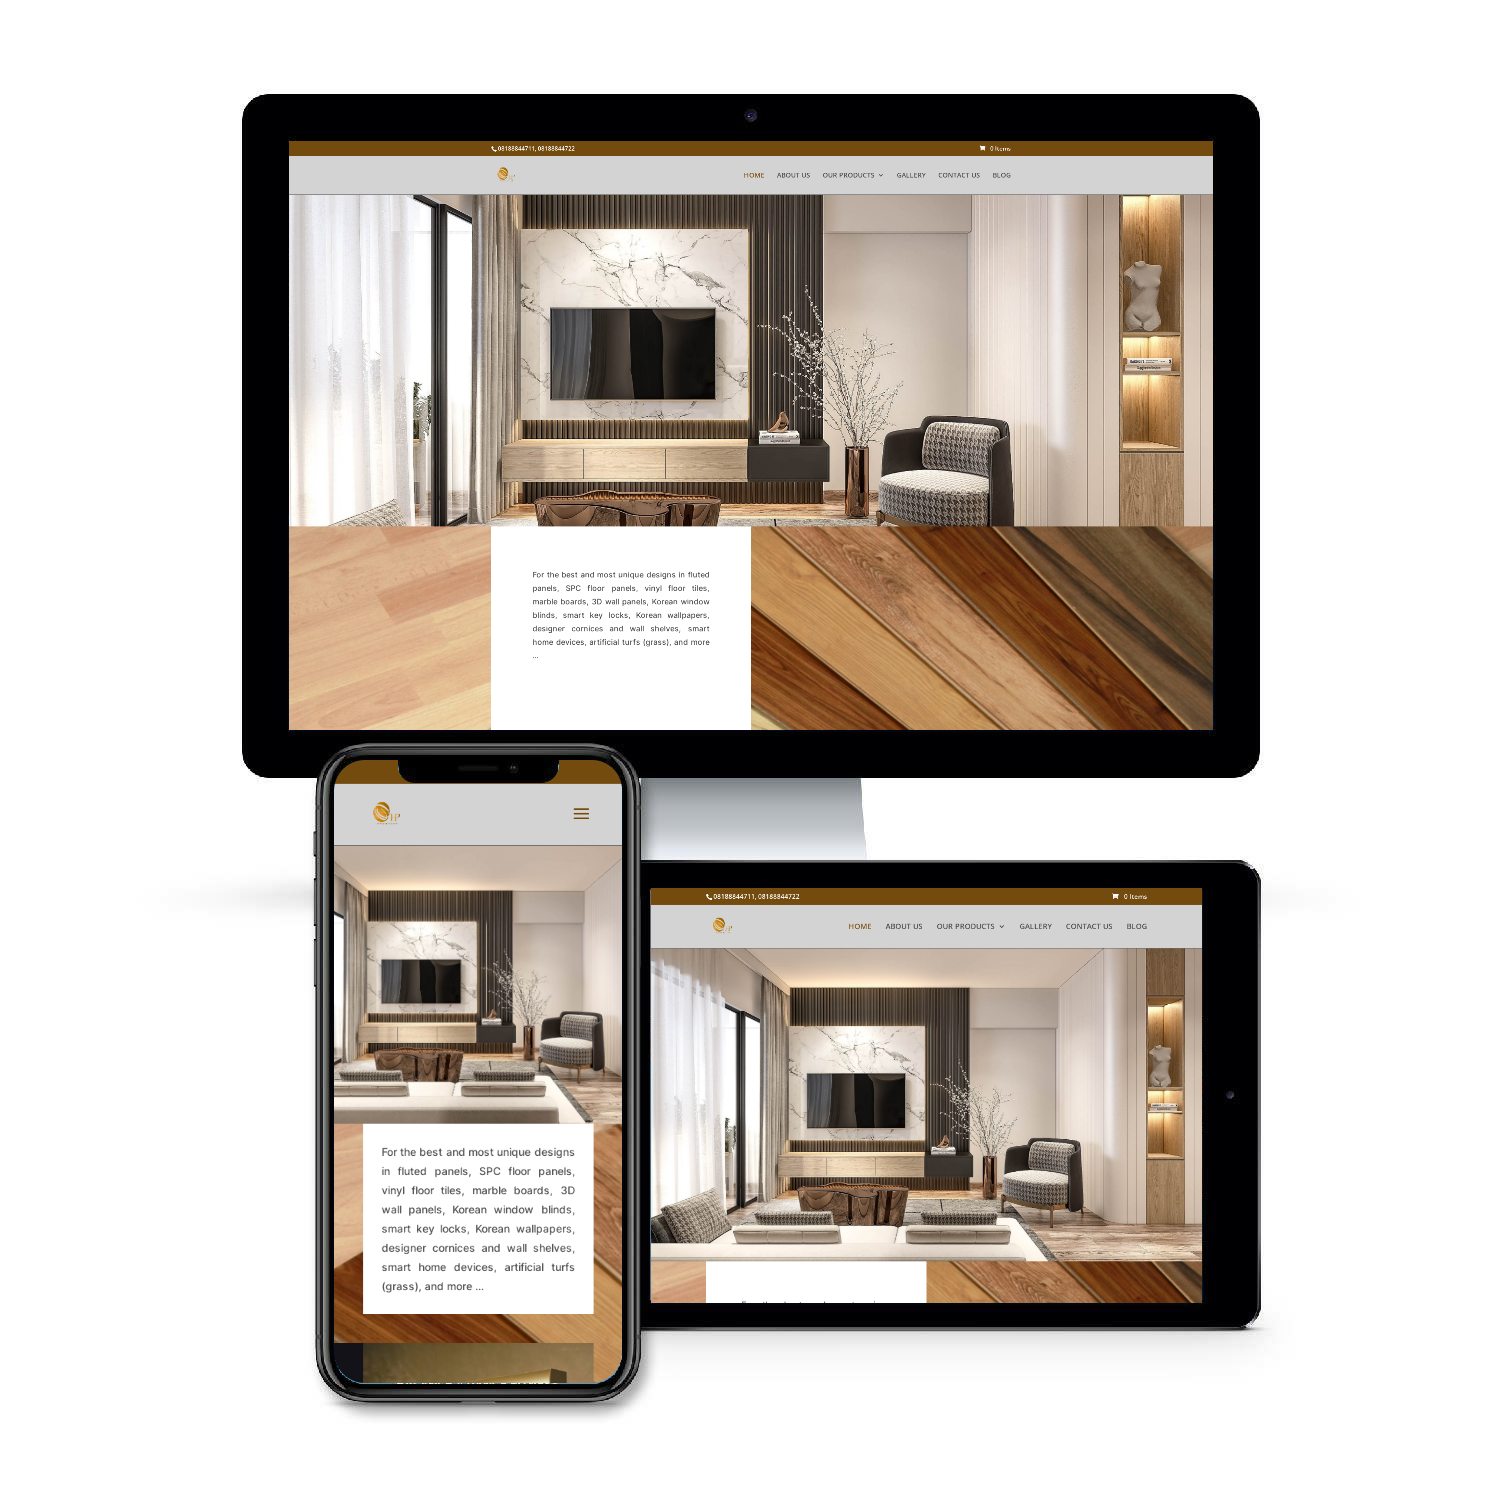 08188844711, 08188844722
0 Items
HOME ABOUT US OUR PRODUCTS GALLERY CONTACT US BLOG
For the best and most unique designs in fluted
panels, SPC floor panels, vinyl floor tiles,
marble boards, 3D wall panels, Korean window
blinds, smart key locks, Korean wallpapers,
designer cornices and wall shelves, smart
home devices, artificial turfs (grass), and more
...
HP
For the best and most unique designs
in fluted panels, SPC floor panels,
vinyl floor tiles, marble boards, 3D
wall panels, Korean window blinds,
smart key locks, Korean wallpapers,
designer cornices and wall shelves,
smart home devices, artificial turfs
(grass), and more ...
08188844711, 08188844722
0 Items
HOME ABOUT US OUR PRODUCTS GALLERY CONTACT US BLOG